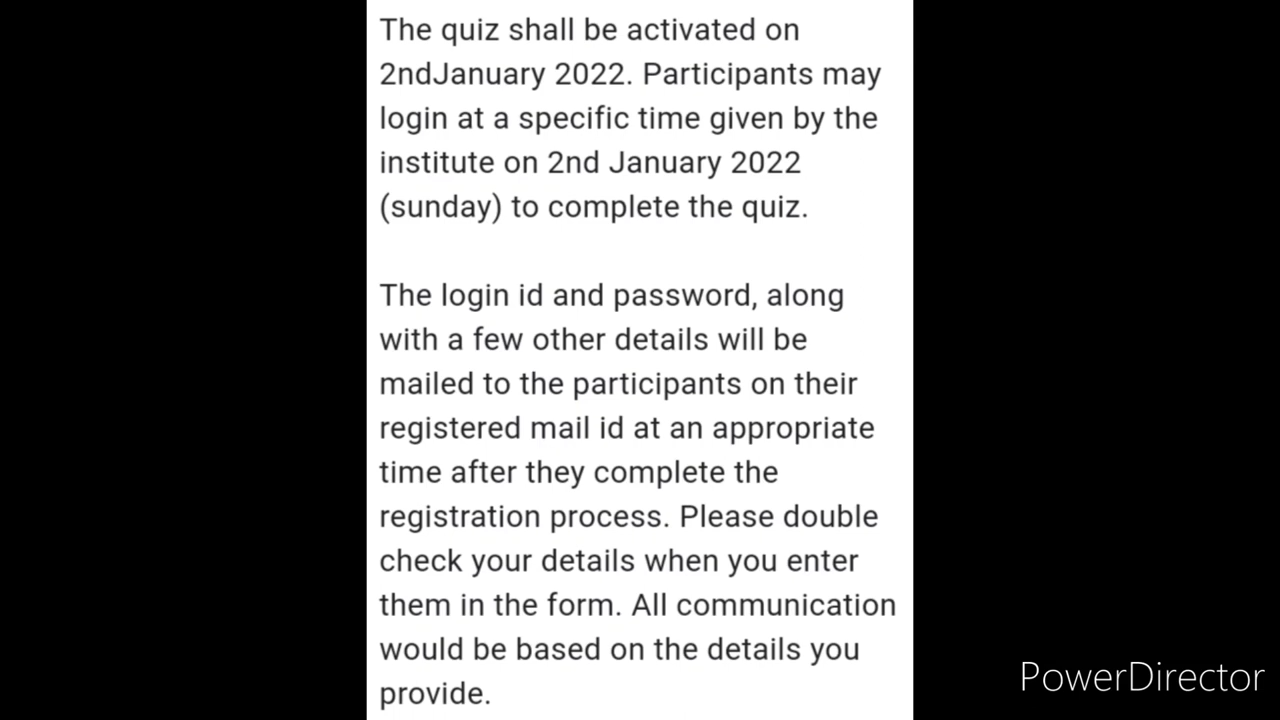 The quiz shall be activated on
2ndJanuary 2022. Participants may
login at a specific time given by the
institute on 2nd January 2022
(sunday) to complete the quiz.
The login id and password, along
with a few other details will be
mailed to the participants on their
registered mail id at an appropriate
time after they complete the
registration process. Please double
check your details when you enter
them in the form. All communication
would be based on the details you
provide.
PowerDirector